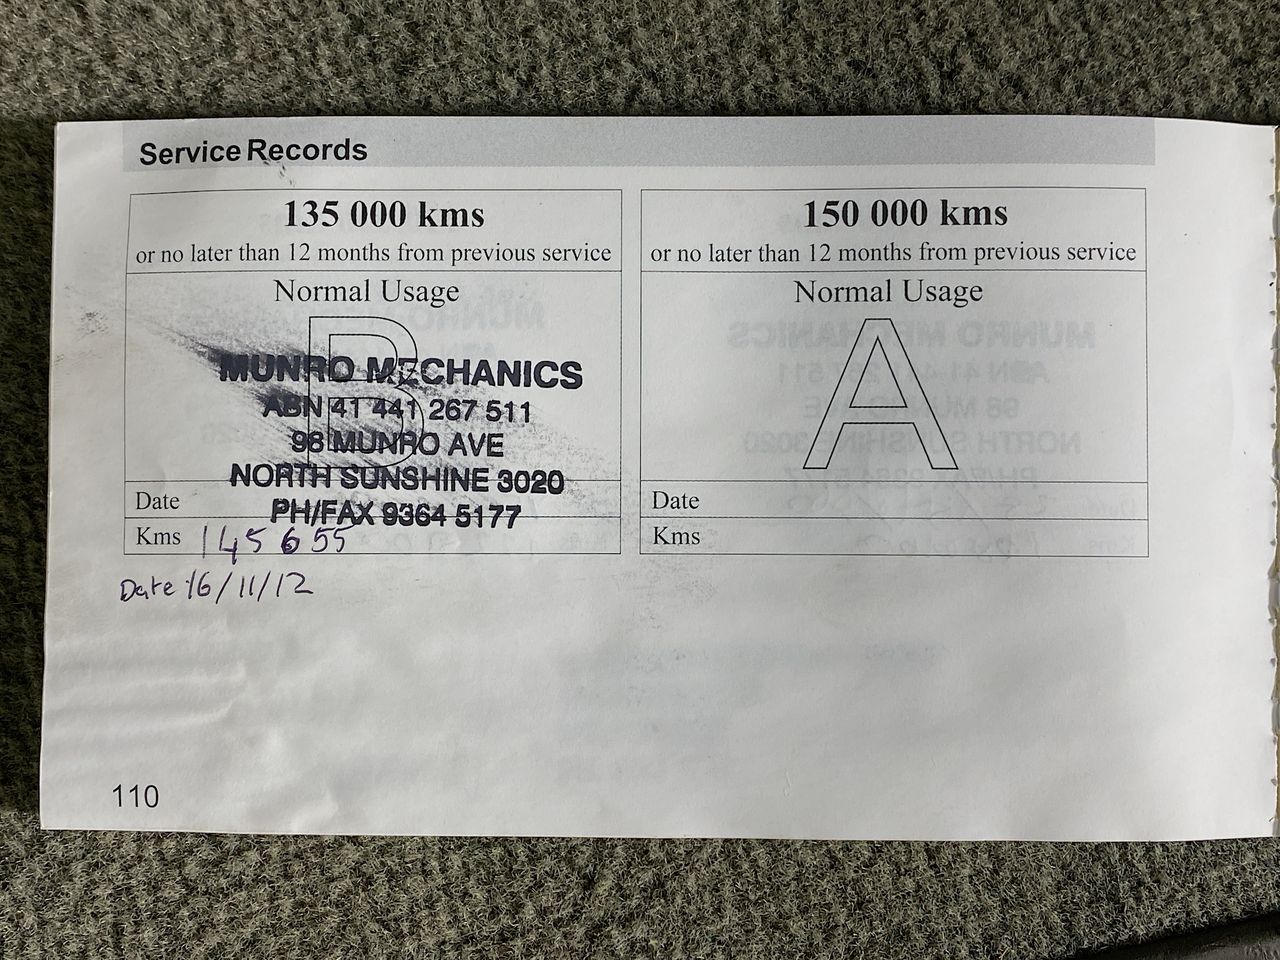 Service Records
135 000 kms
or no later than 12 months from previous service
Normal Usage
B
MUNRO MECHANICS
ABN 41 441 267 511
98 MUNRO AVE
NORTH SUNSHINE 3020
PH/FAX 9364 5177
Date
Kms 145 655
Date 16/11/12
150 000 kms
or no later than 12 months from previous service
Normal Usage
A
Date
Kms
110